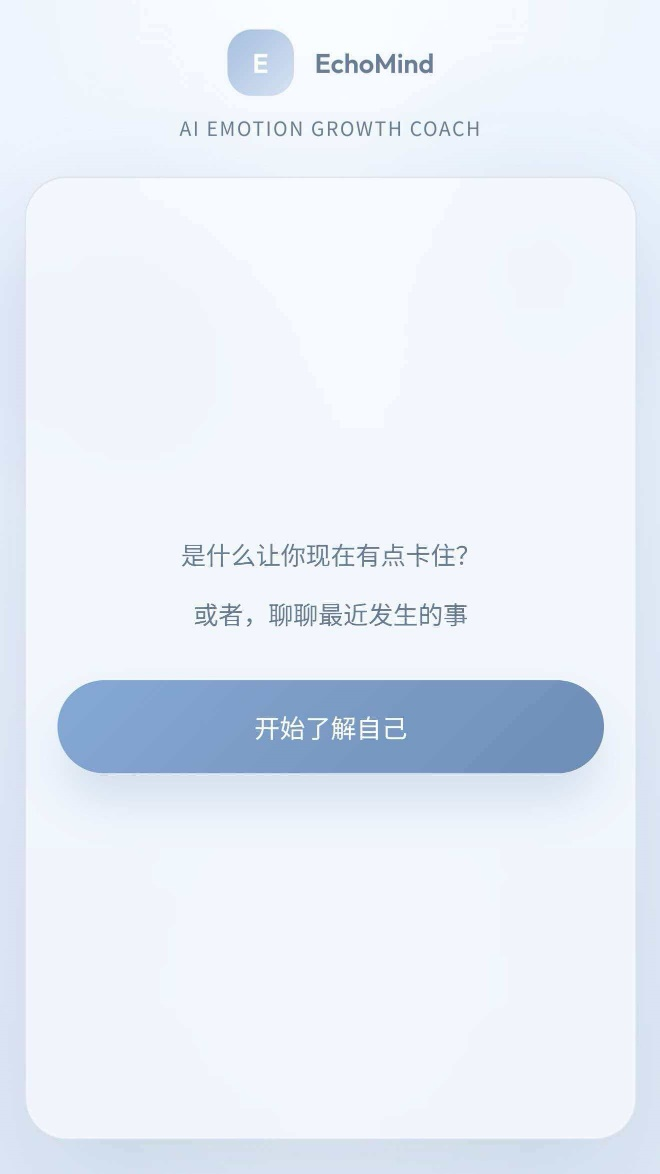 E
EchoMind
AI EMOTION GROWTH COACH
是什么让你现在有点卡住？
或者，聊聊最近发生的事
开始了解自己